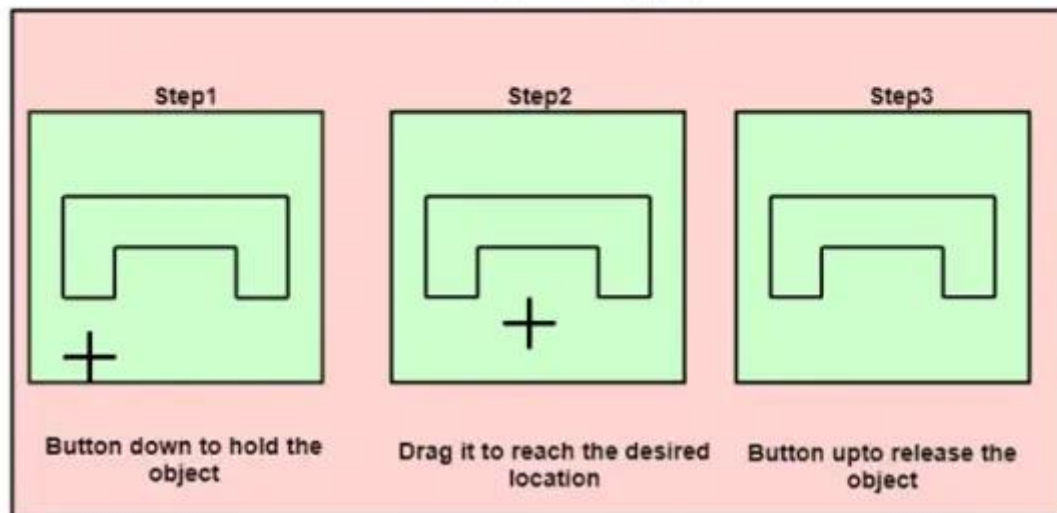 Step1
Step2
Step3
Button down to hold the
object
Drag it to reach the desired
location
Button upto release the
object